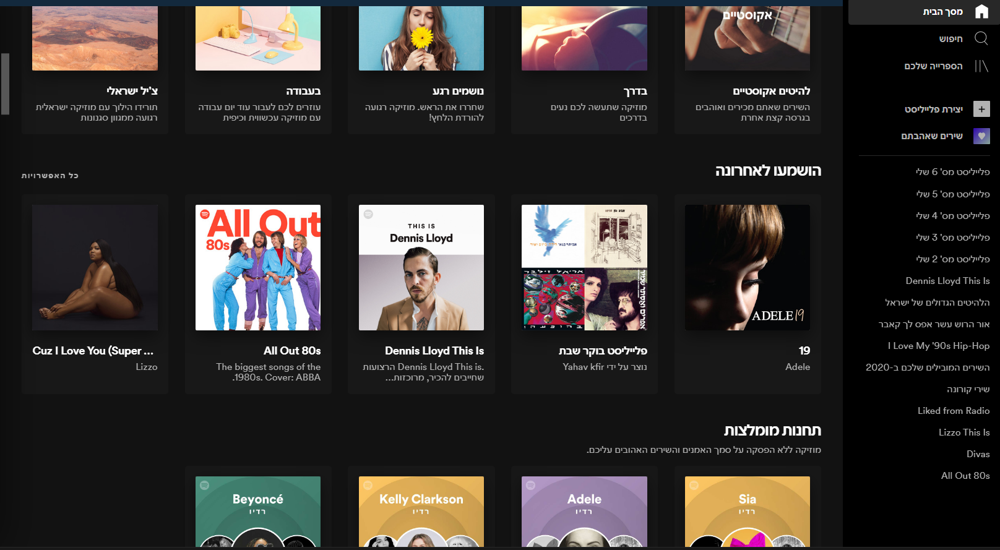 מסך הבית
חיפוש
הספרייה שלכם
יצירת פלייליסט
שירים שאהבתם
פלייליסט מס' 6 שלי
פלייליסט מס' 5 שלי
פלייליסט מס' 4 שלי
פלייליסט מס' 3 שלי
פלייליסט מס' 2 שלי
Dennis Lloyd This Is
הלהיטים הגדולים של ישראל
אור הרוש עשר אפס לך קאבר
I Love My '90s Hip-Hop
השירים המובילים שלכם ב-2020
שירי קורונה
Liked from Radio
Lizzo This Is
Divas
All Out 80s
אקוסטיים
להיטים אקוסטיים
השירים שאתם מכירים ואוהבים
בגרסה קצת אחרת
בדרך
מוזיקה שתעשה לכם נעים
בדרכים
נושמים רגע
שחררו את הראש. מוזיקה רגועה
להורדת הלחץ!
בעבודה
עוזרים לכם לעבור עוד יום עבודה
עם מוזיקה עכשווית וכיפית
צ'יל ישראלי
תורידו הילוך עם מוזיקה ישראלית
רגועה ממגוון סגנונות
הושמעו לאחרונה
כל האפשרויות
ADELE 19
19
Adele
אביב גפן
אביתר בנאי
אריאל זילבר
פלייליסט בוקר שבת
נוצר על ידי Yahav kfir
THIS IS
Dennis Lloyd
Dennis Lloyd This Is
Dennis Lloyd This is. הרצועות
שחייבים להכיר, מרוכזות...
All Out
80s
All Out 80s
The biggest songs of the
1980s. Cover: ABBA.
Cuz I Love You (Super ...
Lizzo
תחנות מומלצות
מוזיקה ללא הפסקה על סמך האמנים והשירים האהובים עליכם.
Sia
רדיו
Adele
רדיו
Kelly Clarkson
רדיו
Beyoncé
רדיו